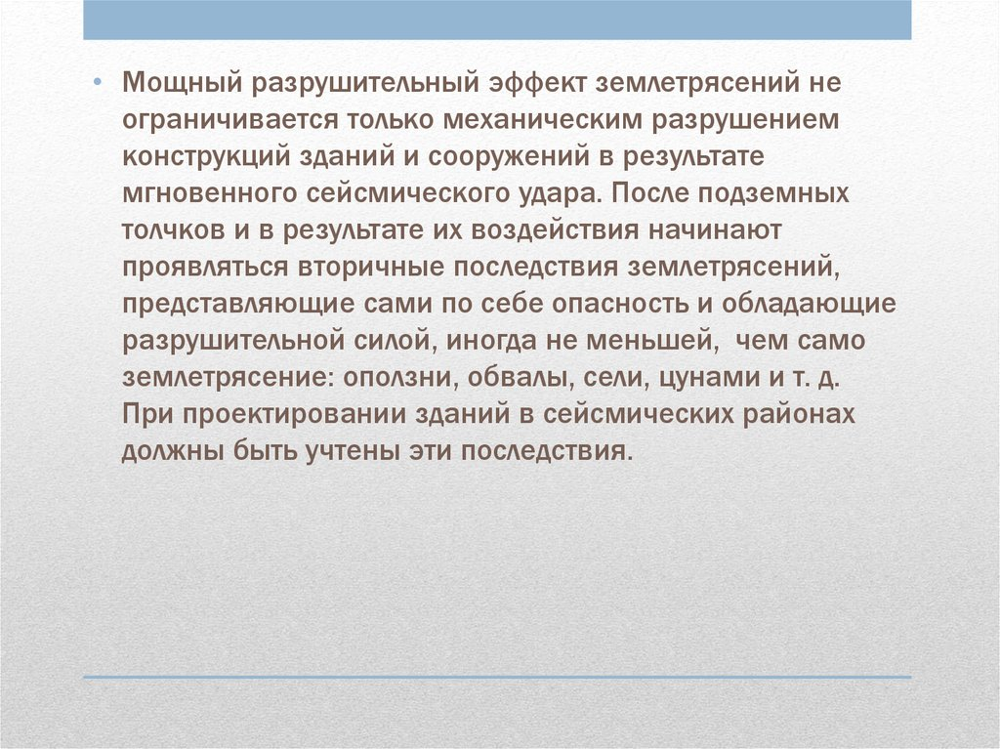 • Мощный разрушительный эффект землетрясений не
ограничивается только механическим разрушением
конструкций зданий и сооружений в результате
мгновенного сейсмического удара. После подземных
толчков и в результате их воздействия начинают
проявляться вторичные последствия землетрясений,
представляющие сами по себе опасность и обладающие
разрушительной силой, иногда не меньшей,  чем само
землетрясение: оползни, обвалы, сели, цунами и т. д.
При проектировании зданий в сейсмических районах
должны быть учтены эти последствия.